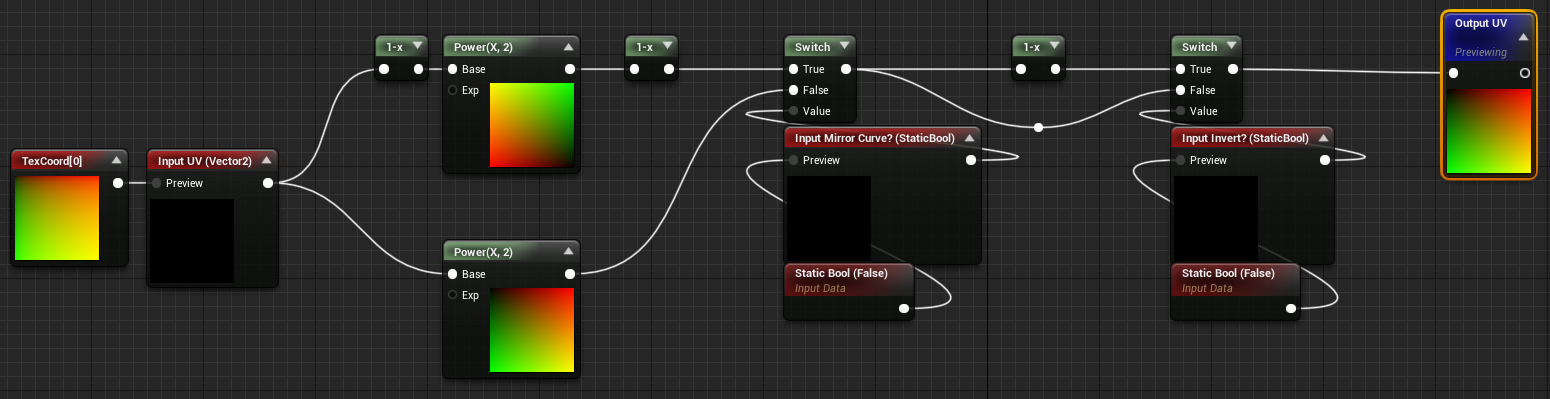 TexCoord[0]
Input UV (Vector2)
Preview
1-x
Power(X, 2)
Base
Exp
Power(X, 2)
Base
Exp
1-x
Switch
True
False
Value
Input Mirror Curve? (StaticBool)
Preview
Static Bool (False)
Input Data
1-x
Switch
True
False
Value
Input Invert? (StaticBool)
Preview
Static Bool (False)
Input Data
Output UV
Previewing